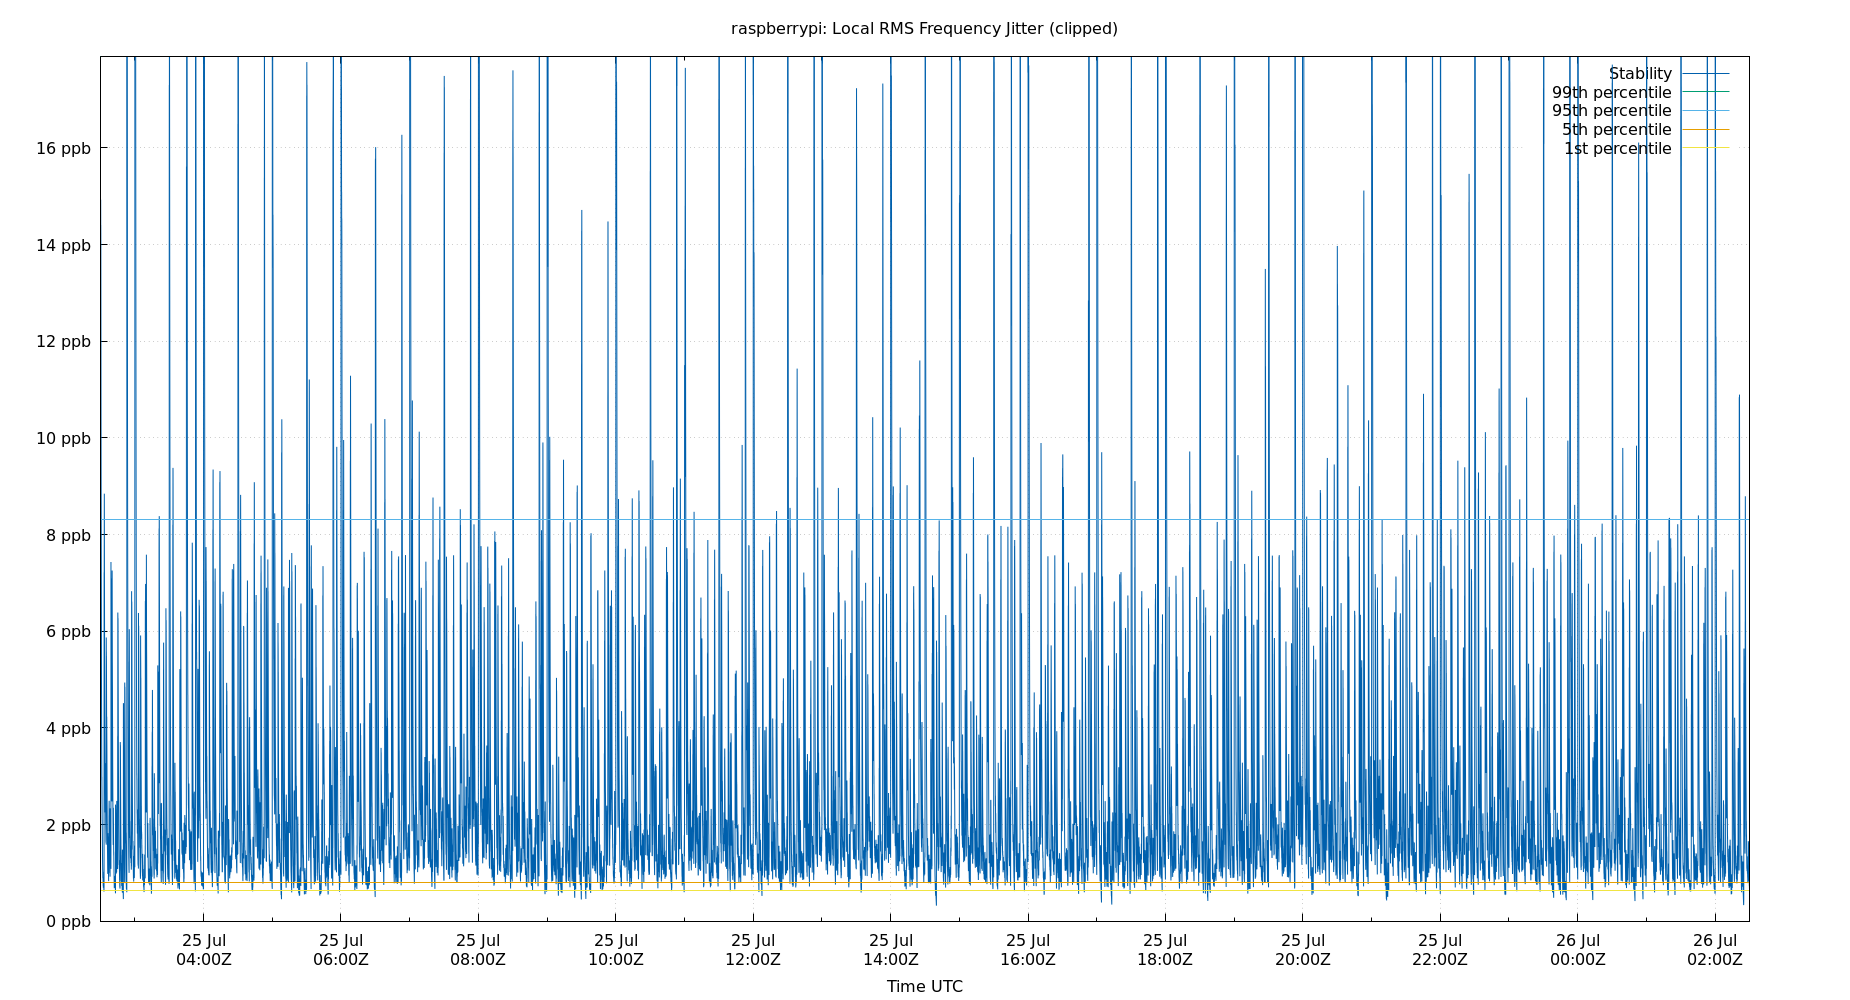 raspberrypi: Local RMS Frequency Jitter (clipped)
Stability
99th percentile
95th percentile
5th percentile
1st percentile
16 ppb
14 ppb
12 ppb
10 ppb
8 ppb
6 ppb
4 ppb
2 ppb
0 ppb
25 Jul 25 Jul 25 Jul 25 Jul 25 Jul 25 Jul 25 Jul 25 Jul 25 Jul 25 Jul 26 Jul 26 Jul
04:00Z 06:00Z 08:00Z 10:00Z 12:00Z 14:00Z 16:00Z 18:00Z 20:00Z 22:00Z 00:00Z 02:00Z
Time UTC